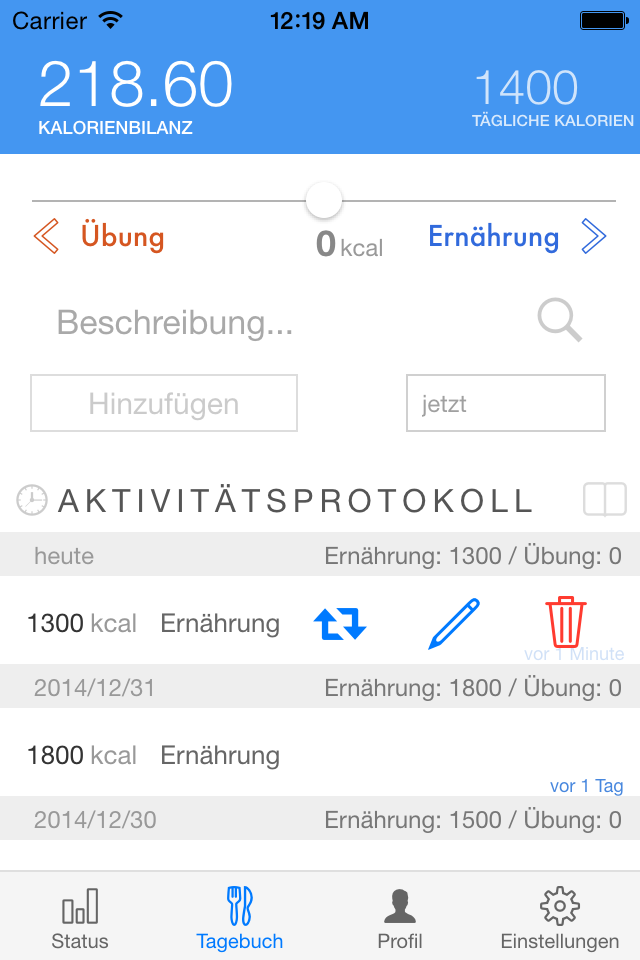 Carrier 12:19 AM
218.60 1400
KALORIENBILANZ TÄGLICHE KALORIEN
Übung 0 kcal Ernährung
Beschreibung...
Hinzufügen jetzt
AKTIVITÄTSPROTOKOLL
heute Ernährung: 1300 / Übung: 0
1300 kcal Ernährung
vor 1 Minute
2014/12/31 Ernährung: 1800 / Übung: 0
1800 kcal Ernährung
vor 1 Tag
2014/12/30 Ernährung: 1500 / Übung: 0
Status Tagebuch Profil Einstellungen